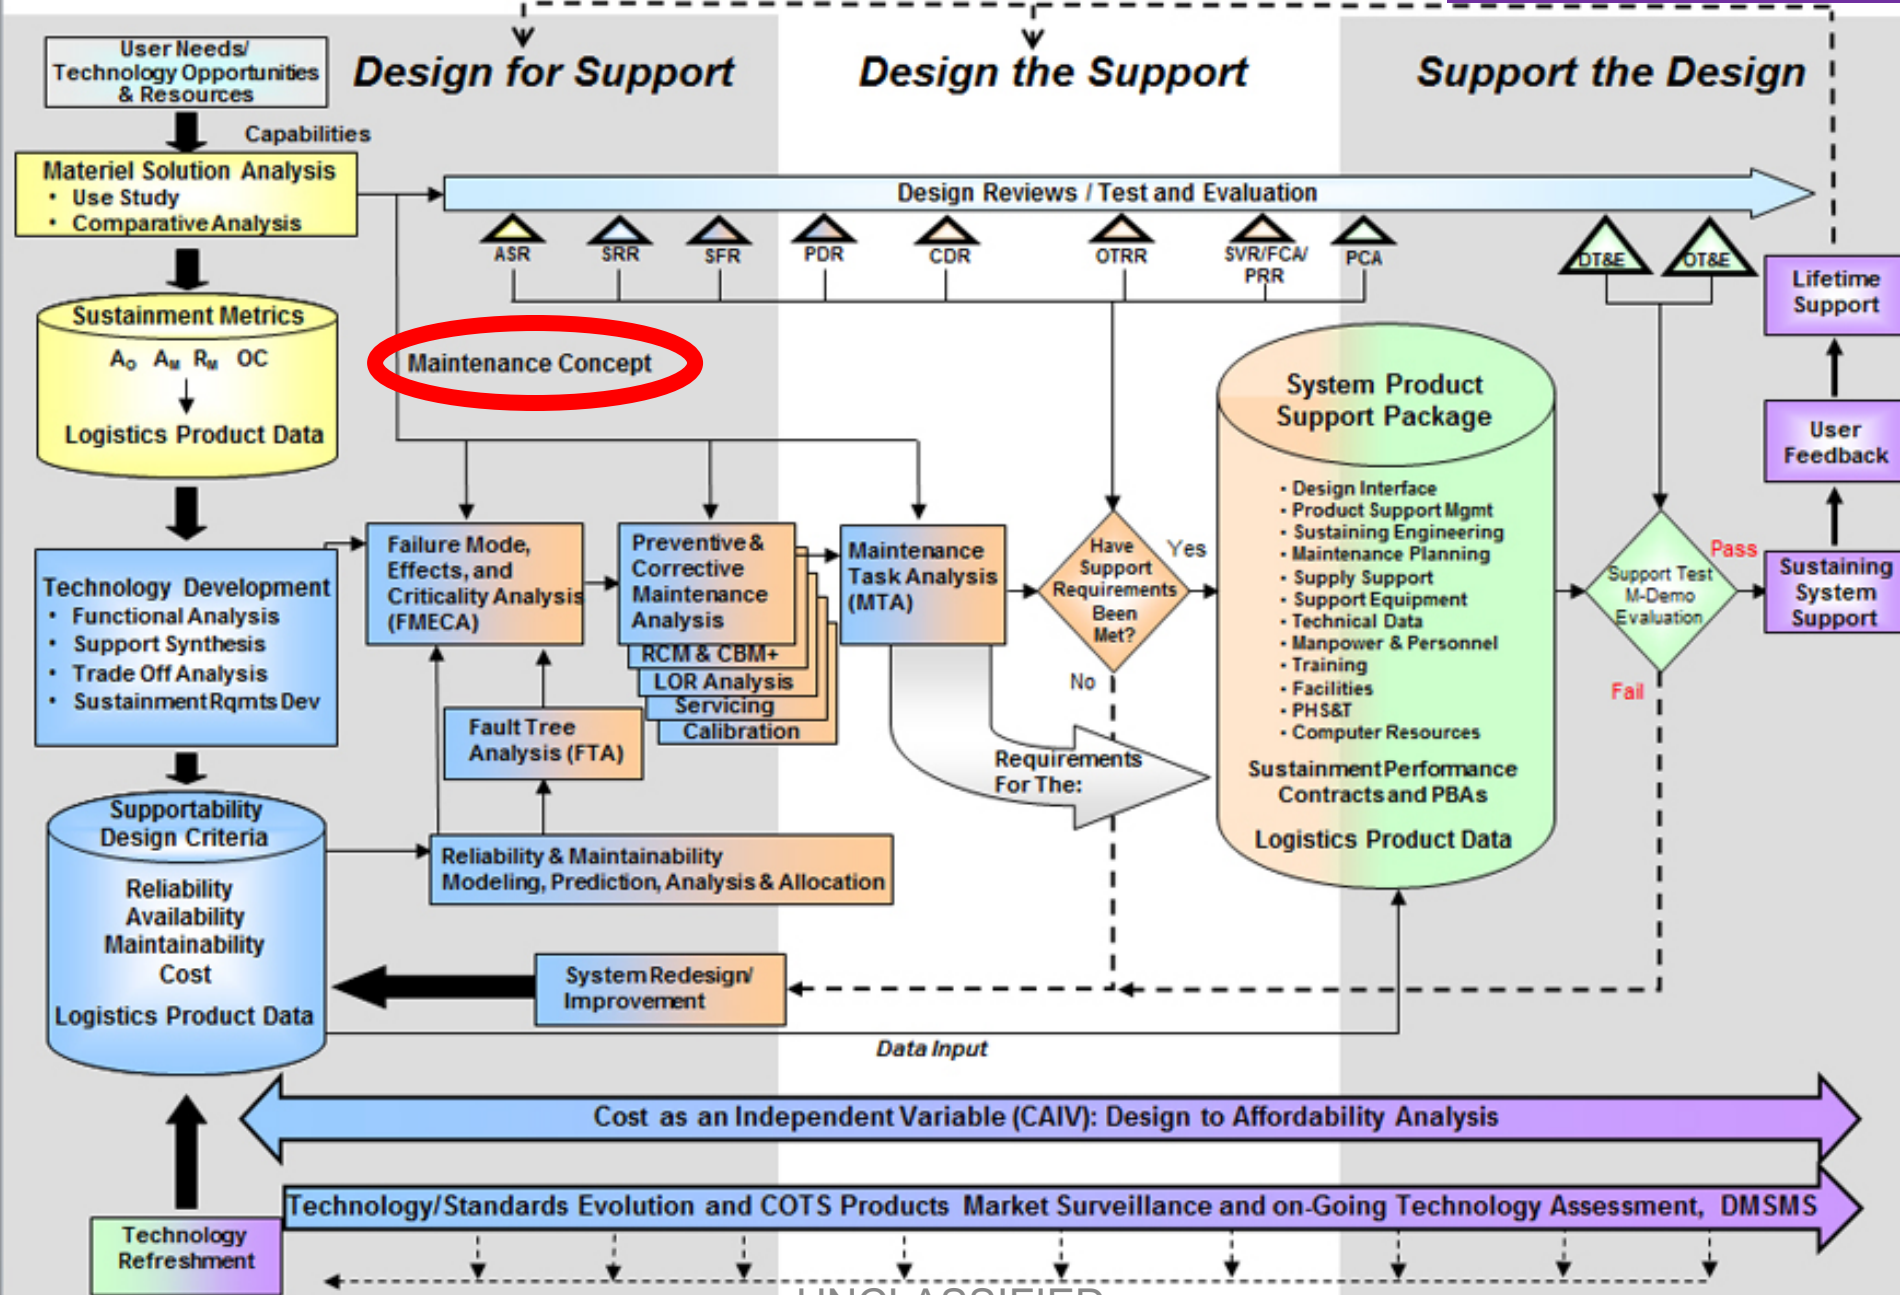 User Needs/
Technology Opportunities
& Resources
Design for Support
Design the Support
Support the Design
Capabilities
Materiel Solution Analysis
• Use Study
• Comparative Analysis
Design Reviews / Test and Evaluation
ASR
SRR
SFR
PDR
CDR
OTRR
SVR/FCA/
PRR
PCA
DT&E
OT&E
Lifetime
Support
User
Feedback
Sustaining
System
Support
Sustainment Metrics
AO AM RM OC
Logistics Product Data
Maintenance Concept
Technology Development
• Functional Analysis
• Support Synthesis
• Trade Off Analysis
• Sustainment Rqmts Dev
Failure Mode,
Effects, and
Criticality Analysis
(FMECA)
Preventive &
Corrective
Maintenance
Analysis
RCM & CBM+
LOR Analysis
Servicing
Calibration
Maintenance
Task Analysis
(MTA)
Have
Support
Requirements
Been
Met?
Yes
No
System Product
Support Package
• Design Interface
• Product Support Mgmt
• Sustaining Engineering
• Maintenance Planning
• Supply Support
• Support Equipment
• Technical Data
• Manpower & Personnel
• Training
• Facilities
• PHS&T
• Computer Resources
Sustainment Performance
Contracts and PBAs
Logistics Product Data
Support Test
M-Demo
Evaluation
Pass
Fail
Fault Tree
Analysis (FTA)
Requirements
For The:
Supportability
Design Criteria
Reliability
Availability
Maintainability
Cost
Logistics Product Data
Reliability & Maintainability
Modeling, Prediction, Analysis & Allocation
System Redesign/
Improvement
Data Input
Cost as an Independent Variable (CAIV): Design to Affordability Analysis
Technology/Standards Evolution and COTS Products Market Surveillance and on-Going Technology Assessment, DMSMS
Technology
Refreshment
UNCLASSIFIED